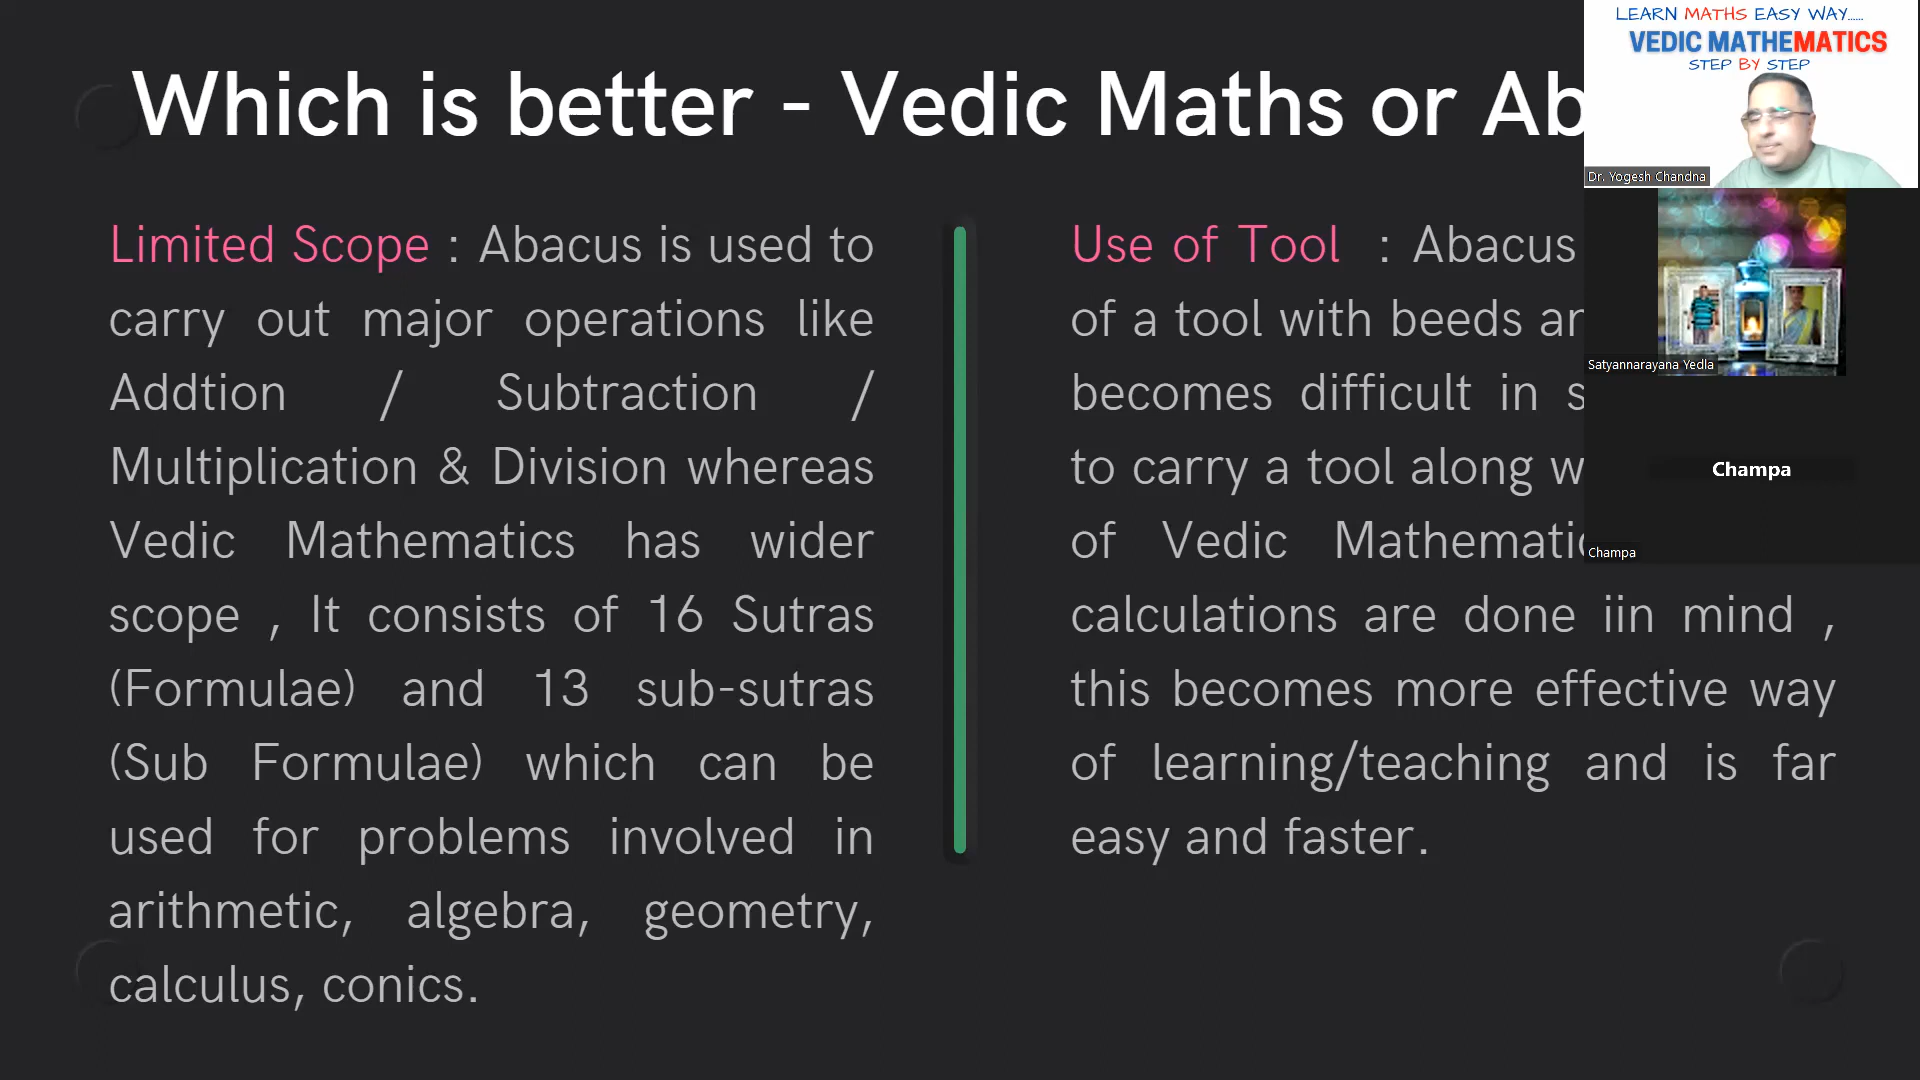 Which is better - Vedic Maths or Ab
Limited Scope : Abacus is used to
carry out major operations like
Addtion / Subtraction /
Multiplication & Division whereas
Vedic Mathematics has wider
scope , It consists of 16 Sutras
(Formulae) and 13 sub-sutras
(Sub Formulae) which can be
used for problems involved in
arithmetic, algebra, geometry,
calculus, conics.
Use of Tool : Abacus
of a tool with beeds
becomes difficult in
to carry a tool along
of Vedic
calculations are done iin mind ,
this becomes more effective way
of learning/teaching and is far
easy and faster.
LEARN MATHS EASY WAY......
VEDIC MATHEMATICS
STEP BY STEP
Dr. Yogesh Chandna
Satyannarayana Yedla
Champa
Champa